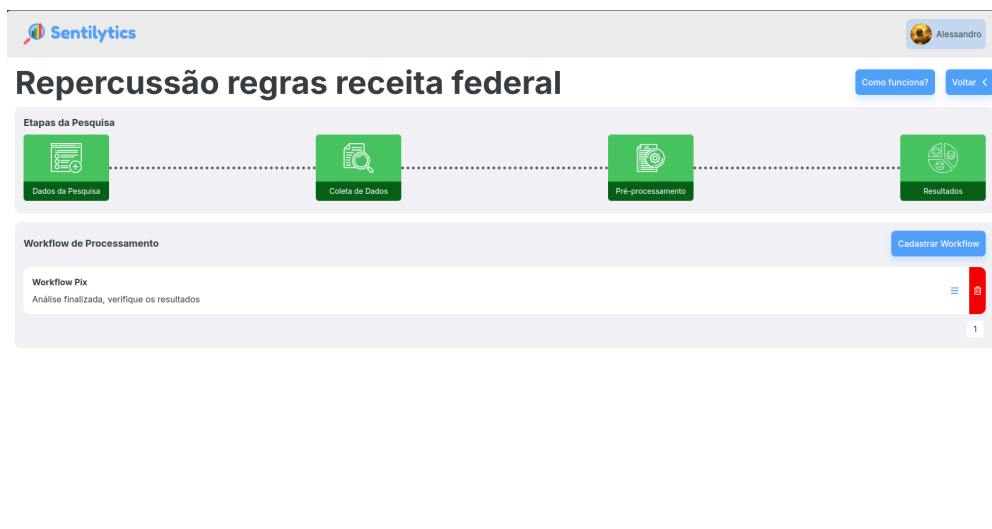 Sentilytics
Alessandro
Repercussão regras receita federal
Como funciona?
Voltar
Etapas da Pesquisa
Dados da Pesquisa
Coleta de Dados
Pré-processamento
Resultados
Workflow de Processamento
Cadastrar Workflow
Workflow Pix
Análise finalizada, verifique os resultados
1